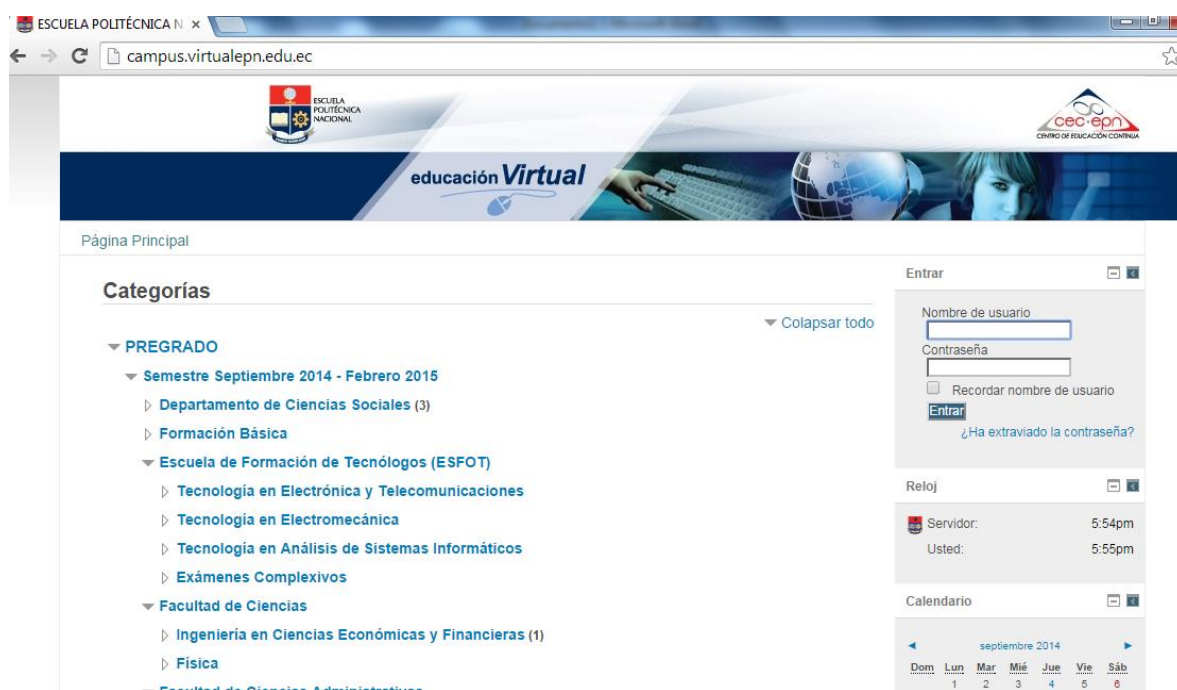 ESCUELA POLITÉCNICA N
campus.virtualepn.edu.ec
ESCUELA
POLITÉCNICA
NACIONAL
cec-epn
CENTRO DE EDUCACIÓN CONTINUA
educación Virtual
Página Principal
Categorías
Colapsar todo
PREGRADO
Semestre Septiembre 2014 - Febrero 2015
Departamento de Ciencias Sociales (3)
Formación Básica
Escuela de Formación de Tecnólogos (ESFOT)
Tecnología en Electrónica y Telecomunicaciones
Tecnología en Electromecánica
Tecnología en Análisis de Sistemas Informáticos
Exámenes Complexivos
Facultad de Ciencias
Ingeniería en Ciencias Económicas y Financieras (1)
Física
Facultad de Ciencias Administrativas
Entrar
Nombre de usuario
Contraseña
Recordar nombre de usuario
Entrar
¿Ha extraviado la contraseña?
Reloj
Servidor: 5:54pm
Usted: 5:55pm
Calendario
septiembre 2014
Dom Lun Mar Mié Jue Vie Sáb
1 2 3 4 5 6